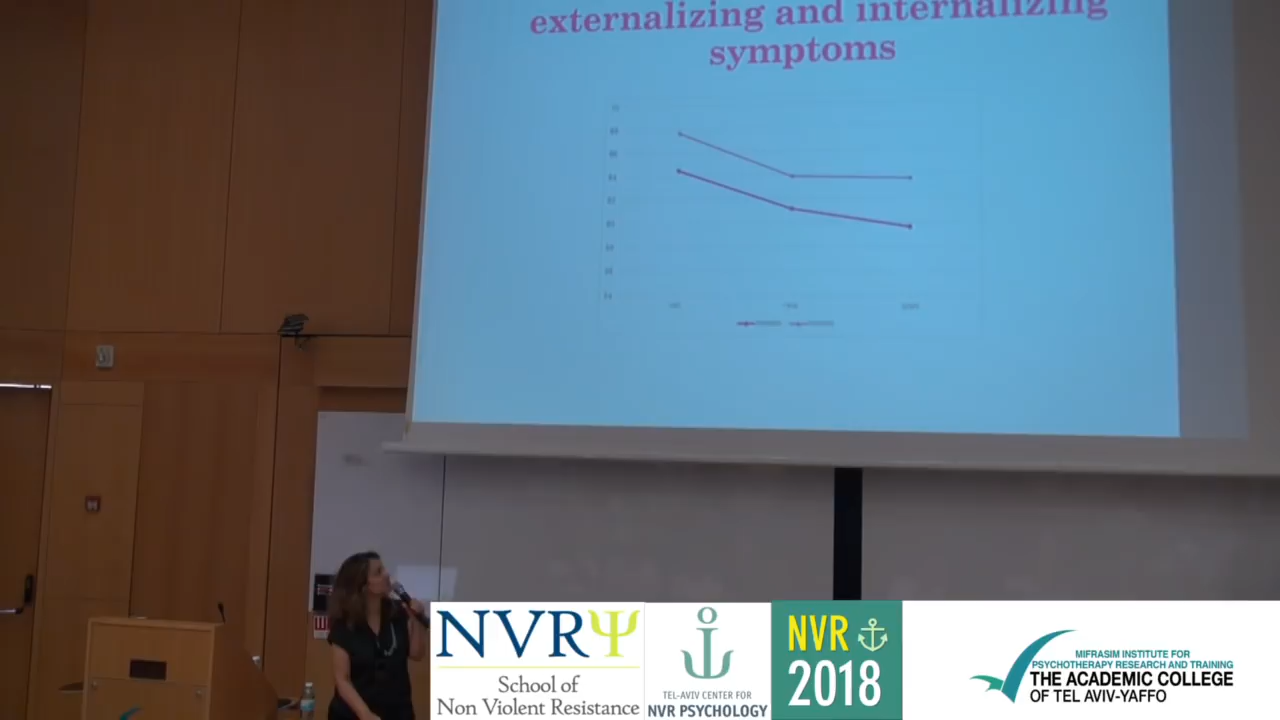 externalizing and internalizing
symptoms
NVRΨ
School of
Non Violent Resistance
TEL-AVIV CENTER FOR
NVR PSYCHOLOGY
NVR
2018
MIFRASIM INSTITUTE FOR
PSYCHOTHERAPY RESEARCH AND TRAINING
THE ACADEMIC COLLEGE
OF TEL AVIV-YAFFO